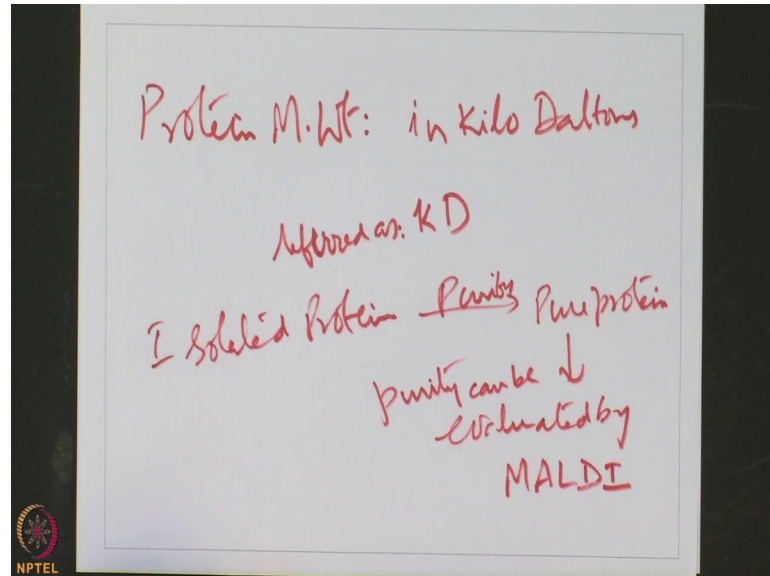 Protein M.Wt: in Kilo Daltons
referred as: KD
Isolated Protein Purity Pure protein
purity can be
evaluated by
MALDI
NPTEL